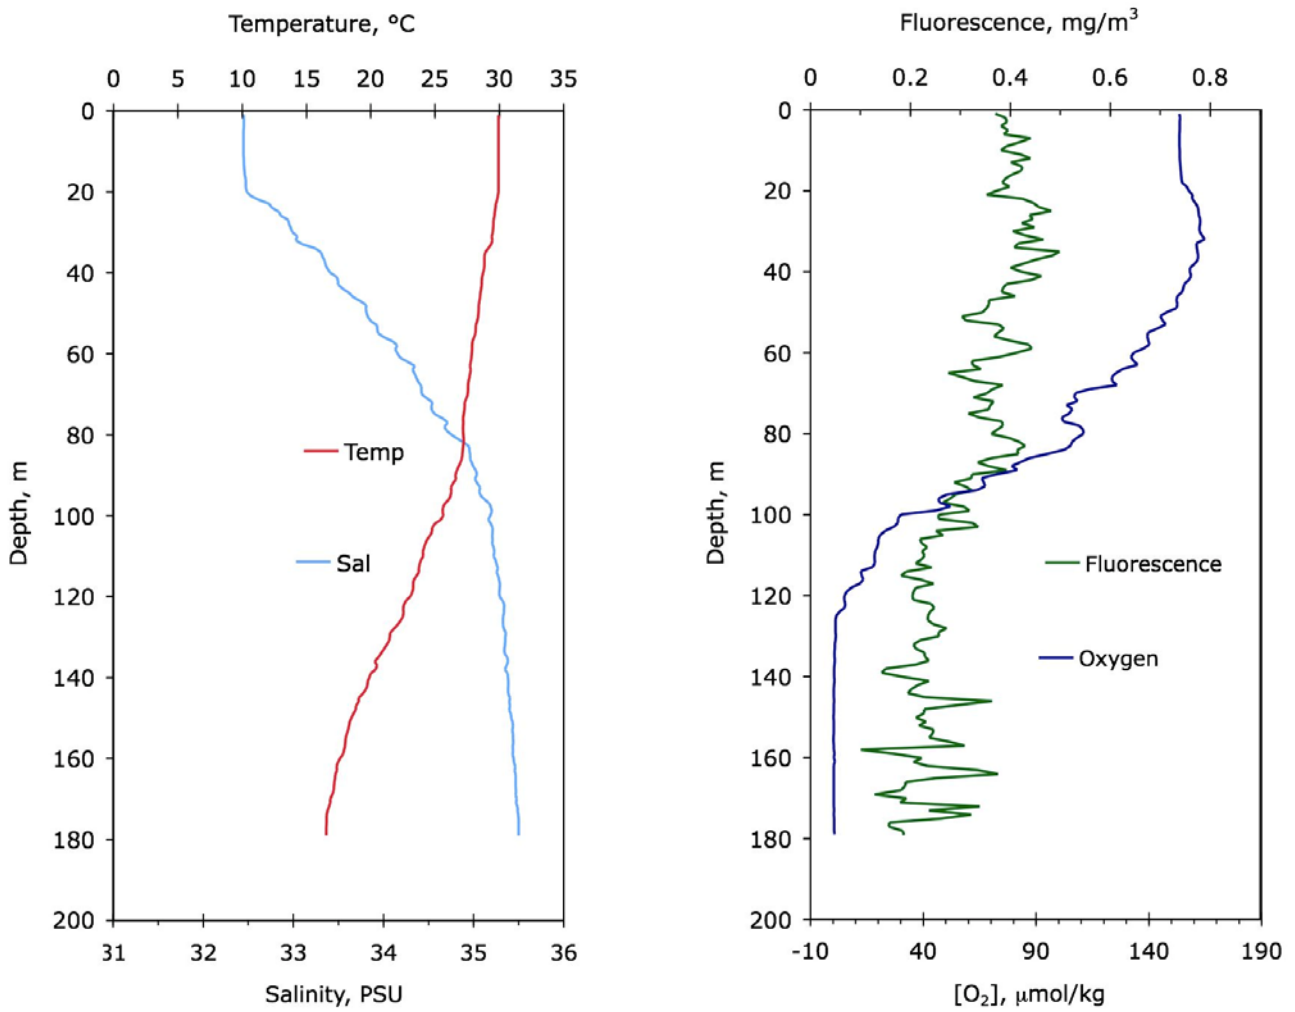 Temperature, °C
0 5 10 15 20 25 30 35
0
20
40
60
80
100
120
140
160
180
200
Depth, m
Temp
Sal
31 32 33 34 35 36
Salinity, PSU
Fluorescence, mg/m³
0 0.2 0.4 0.6 0.8
0
20
40
60
80
100
120
140
160
180
200
Depth, m
Fluorescence
Oxygen
-10 40 90 140 190
[O₂], μmol/kg